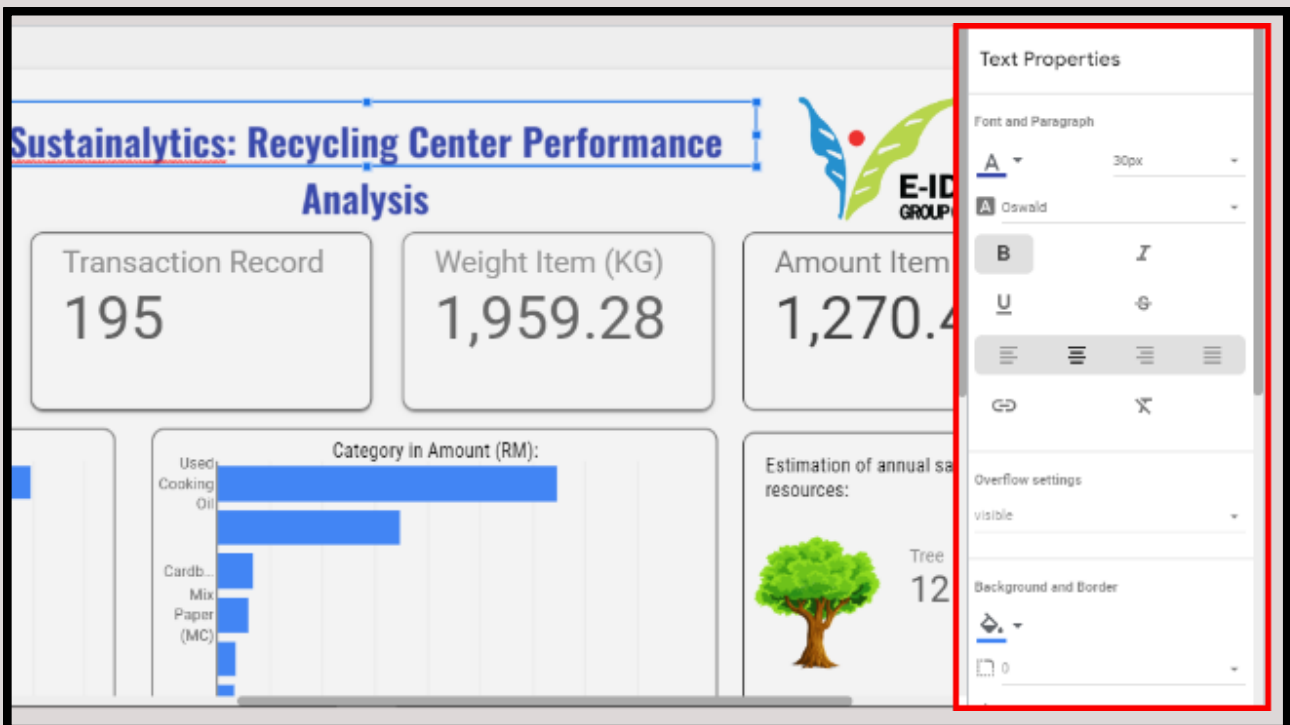 Text Properties
Font and Paragraph
A
30px
A Oswald
B I
U S
Overflow settings
visible
Background and Border
0
Sustainalytics: Recycling Center Performance
Analysis
E-ID
GROUP
Transaction Record
195
Weight Item (KG)
1,959.28
Amount Item
1,270.4
Category in Amount (RM):
Used
Cooking
Oil
Cardb...
Mix
Paper
(MC)
Estimation of annual sa
resources:
Tree
12